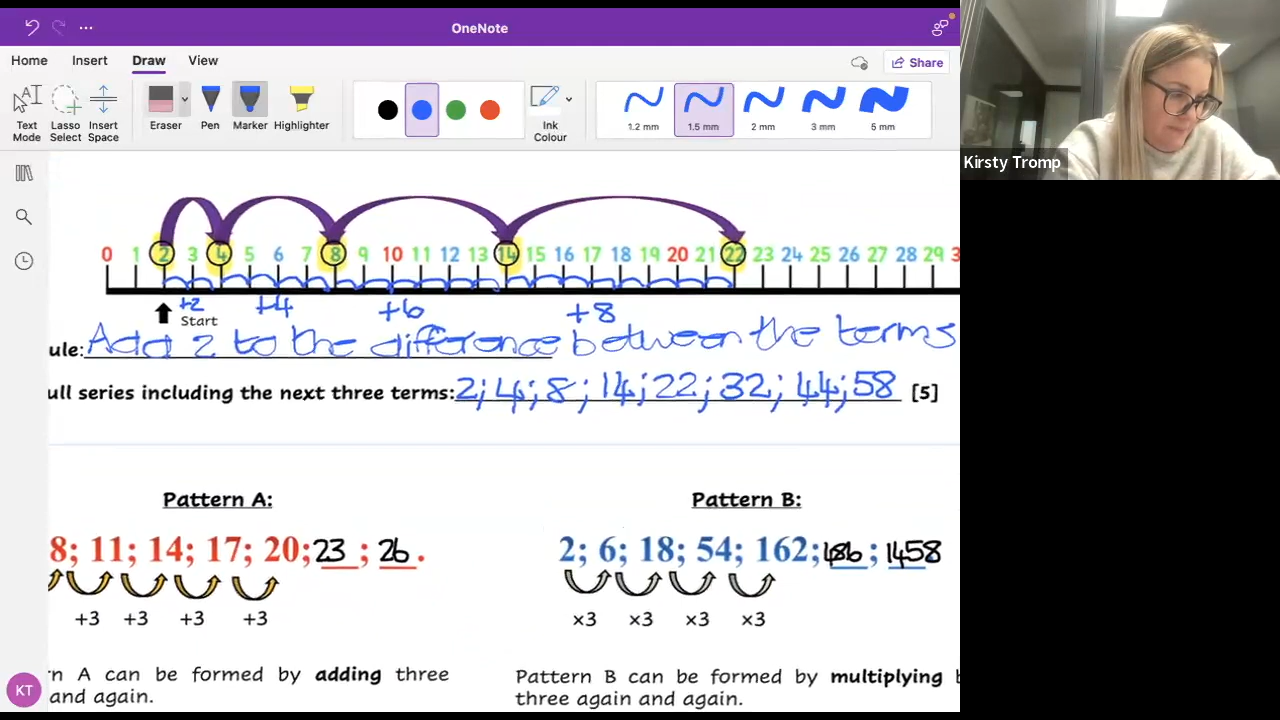 OneNote
Home Insert Draw View
Share
Text Mode
Lasso Select
Insert Space
Eraser
Pen
Marker
Highlighter
Ink Colour
1.2 mm
1.5 mm
2 mm
3 mm
5 mm
Kirsty Tromp
0 1 2 3 4 5 6 7 8 9 10 11 12 13 14 15 16 17 18 19 20 21 22 23 24 25 26 27 28 29 3
+2 +4 +6 +8
Start
ule: Add 2 to the difference between the terms
ull series including the next three terms: 2; 4; 8; 14; 22; 32; 44; 58 [5]
Pattern A:
8; 11; 14; 17; 20; 23 ; 26 .
+3 +3 +3 +3
rn A can be formed by adding three
and again.
Pattern B:
2; 6; 18; 54; 162; 486 ; 1458
×3 ×3 ×3 ×3
Pattern B can be formed by multiplying b
three again and again.
KT